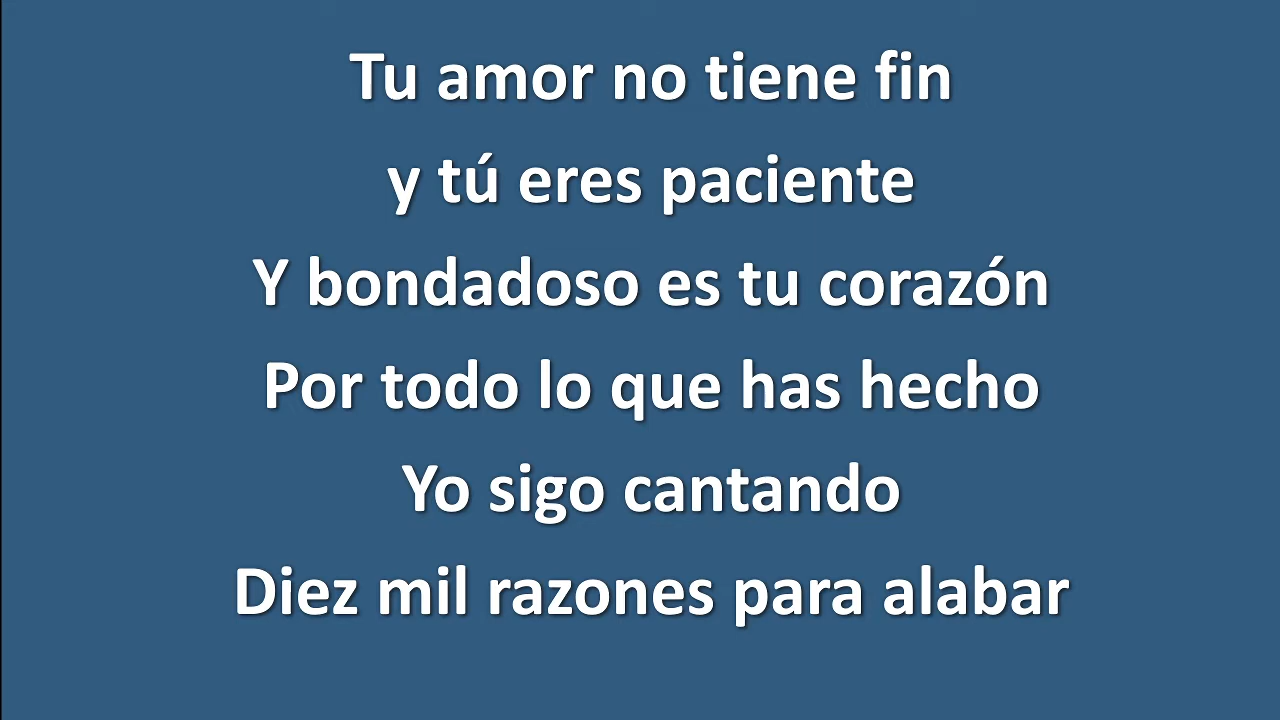 Tu amor no tiene fin
y tú eres paciente
Y bondadoso es tu corazón
Por todo lo que has hecho
Yo sigo cantando
Diez mil razones para alabar